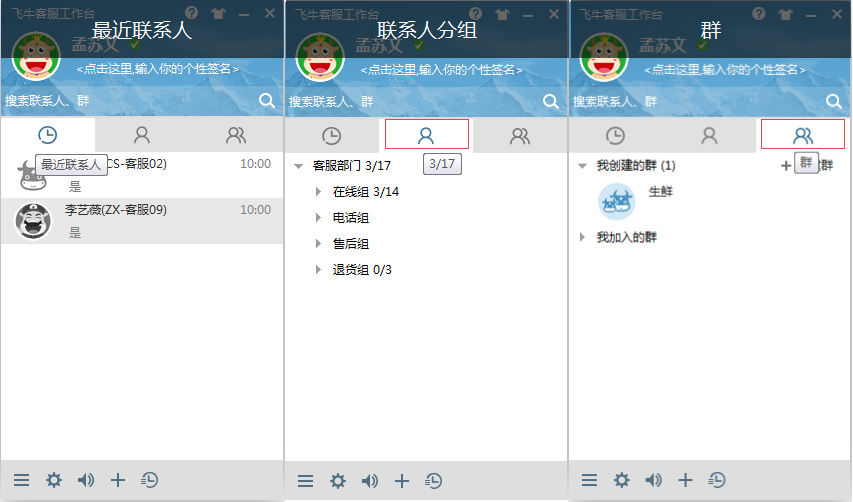 飞牛客服工作台
最近联系人
孟苏文
<点击这里,输入你的个性签名>
搜索联系人、群
CS-客服02)
10:00
最近联系人
是
李艺薇(ZX-客服09)
10:00
是
飞牛客服工作台
联系人分组
孟苏文
<点击这里,输入你的个性签名>
搜索联系人、群
3/17
客服部门 3/17
在线组 3/14
电话组
售后组
退货组 0/3
飞牛客服工作台
群
孟苏文
<点击这里,输入你的个性签名>
搜索联系人、群
群
我创建的群 (1)
群
生鲜
我加入的群